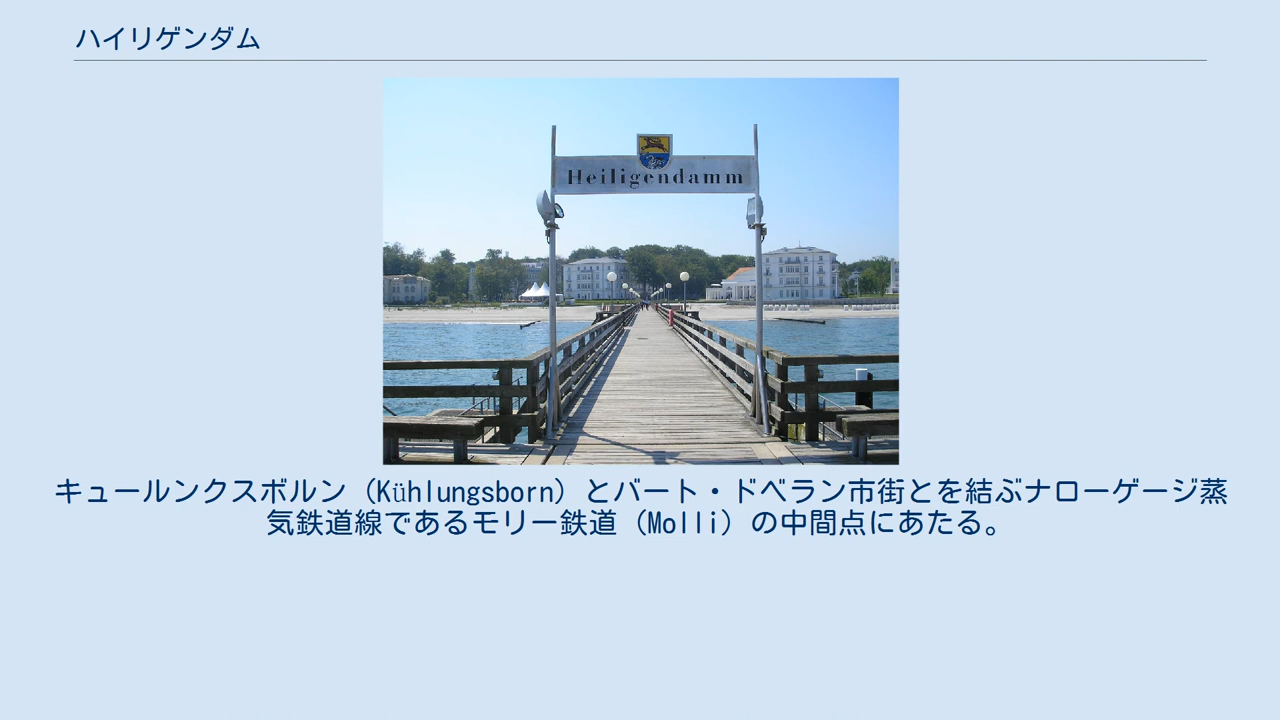 ハイリゲンダム
Heiligendamm
キュールンクスボルン（Kühlungsborn）とバート・ドベラン市街とを結ぶナローゲージ蒸
気鉄道線であるモリー鉄道（Molli）の中間点にあたる。